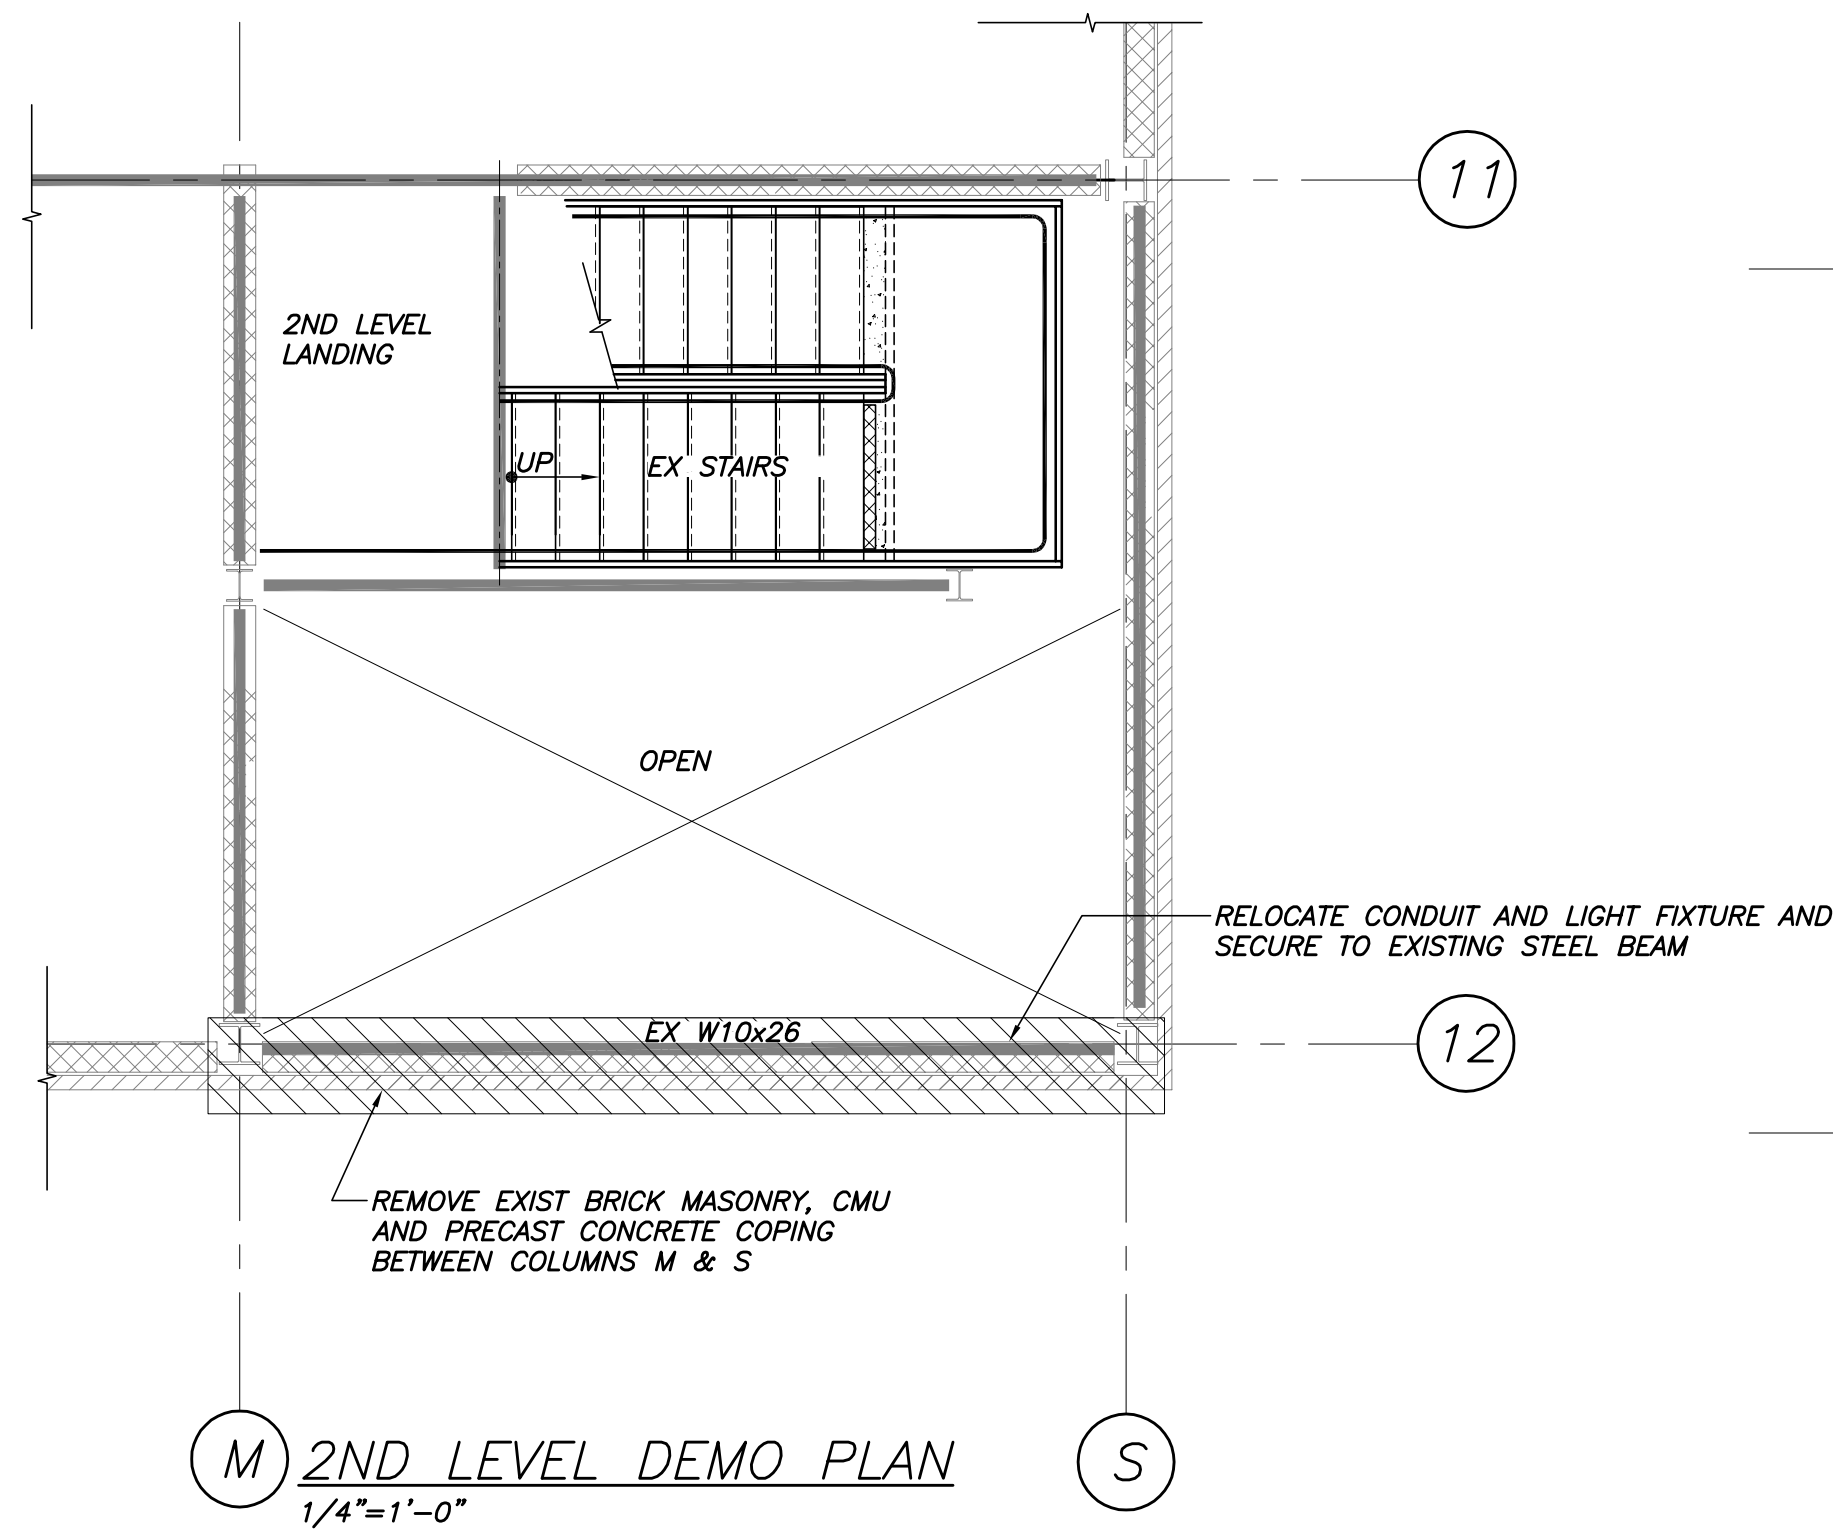 11
2ND LEVEL
LANDING
UP
EX STAIRS
OPEN
RELOCATE CONDUIT AND LIGHT FIXTURE AND
SECURE TO EXISTING STEEL BEAM
EX W10x26
12
REMOVE EXIST BRICK MASONRY, CMU
AND PRECAST CONCRETE COPING
BETWEEN COLUMNS M & S
M
2ND LEVEL DEMO PLAN
S
1/4"=1'-0"